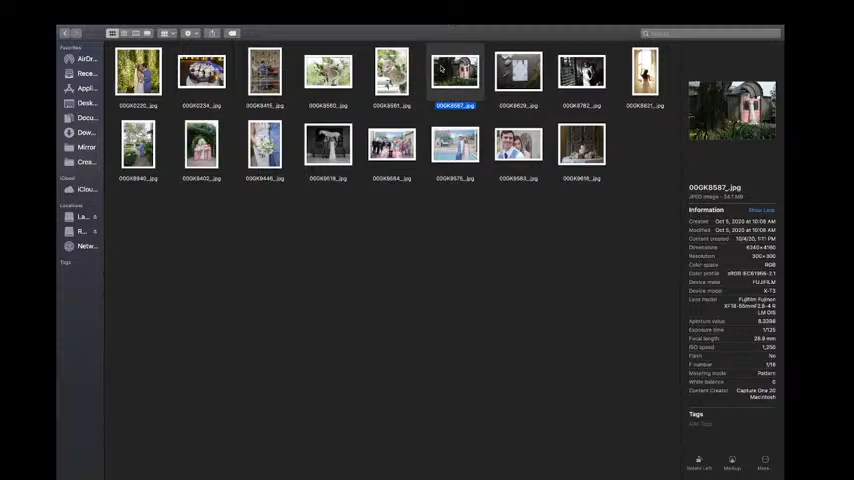 Search
Favorites
AirDr...
Rece...
Appli...
Desk...
Docu...
Dow...
Mirror
Crea...
iCloud
iClou...
Locations
La...
R...
Netw...
Tags
00GK0220_.jpg
00GK0234_.jpg
00GK8415_.jpg
00GK8560_.jpg
00GK8581_.jpg
00GK8587_.jpg
00GK8629_.jpg
00GK8782_.jpg
00GK8821_.jpg
00GK8940_.jpg
00GK9402_.jpg
00GK9446_.jpg
00GK9518_.jpg
00GK9564_.jpg
00GK9575_.jpg
00GK9583_.jpg
00GK9616_.jpg
00GK8587_.jpg
JPEG image - 34.1 MB
Information Show Less
Created Oct 5, 2020 at 10:08 AM
Modified Oct 5, 2020 at 10:08 AM
Content created 10/4/20, 1:11 PM
Dimensions 6240×4160
Resolution 300×300
Color space RGB
Color profile sRGB IEC61966-2.1
Device make FUJIFILM
Device model X-T3
Lens model Fujifilm Fujinon
XF18-55mmF2.8-4 R
LM OIS
Aperture value 8.3398
Exposure time 1/125
Focal length 28.9 mm
ISO speed 1,250
Flash No
F number f/18
Metering mode Pattern
White balance 0
Content Creator Capture One 20
Macintosh
Tags
Add Tags
Rotate Left
Markup
More...